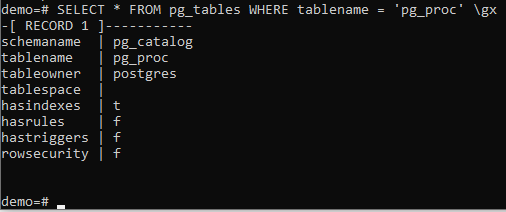 demo=# SELECT * FROM pg_tables WHERE tablename = 'pg_proc' \gx
-[ RECORD 1 ]-----------
schemaname  | pg_catalog
tablename   | pg_proc
tableowner  | postgres
tablespace  |
hasindexes  | t
hasrules    | f
hastriggers | f
rowsecurity | f
demo=#